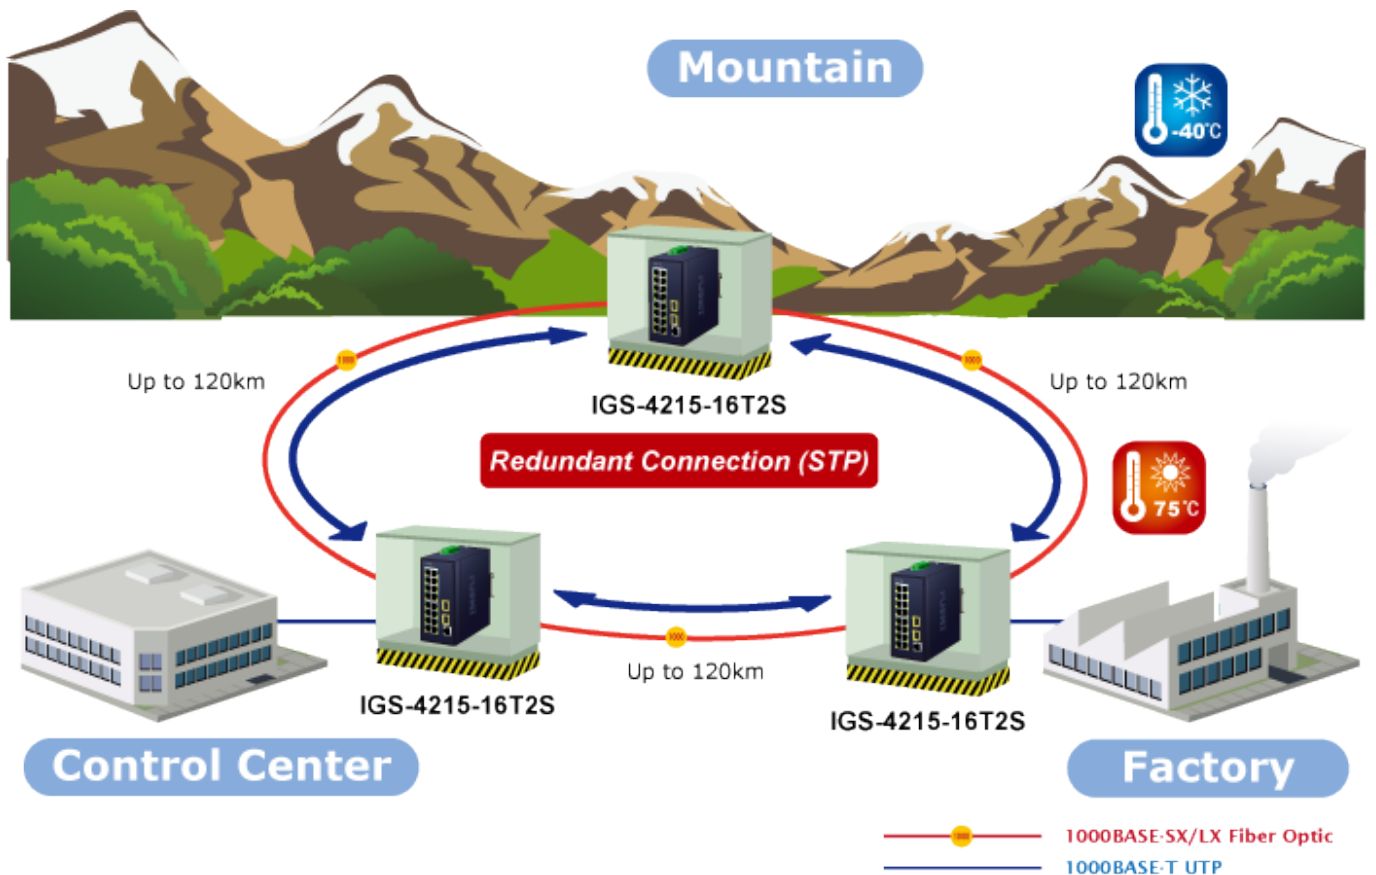 Mountain
-40°C
Up to 120km
Up to 120km
IGS-4215-16T2S
Redundant Connection (STP)
75°C
Up to 120km
IGS-4215-16T2S
IGS-4215-16T2S
Control Center
Factory
1000BASE-SX/LX Fiber Optic
1000BASE-T UTP